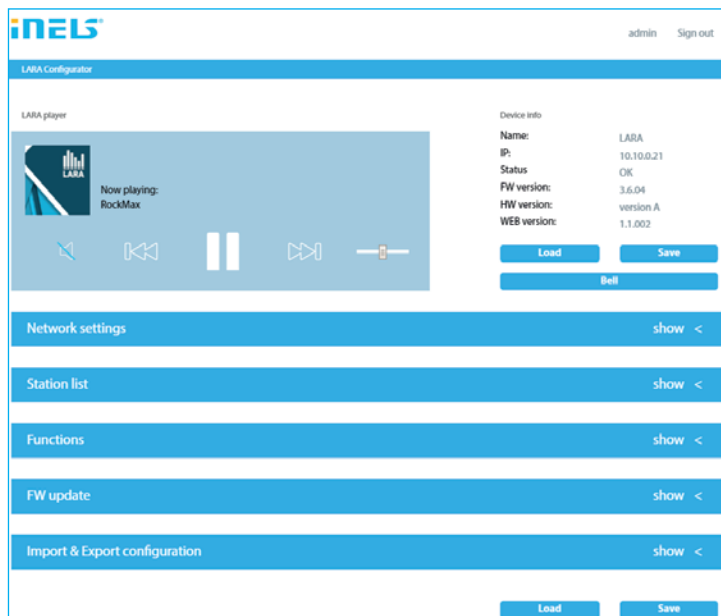 iNELS
admin Sign out
LARA Configurator
LARA player
LARA
Now playing:
RockMax
Device info
Name: LARA
IP: 10.10.0.21
Status OK
FW version: 3.6.04
HW version: version A
WEB version: 1.1.002
Load Save
Bell
Network settings show <
Station list show <
Functions show <
FW update show <
Import & Export configuration show <
Load Save